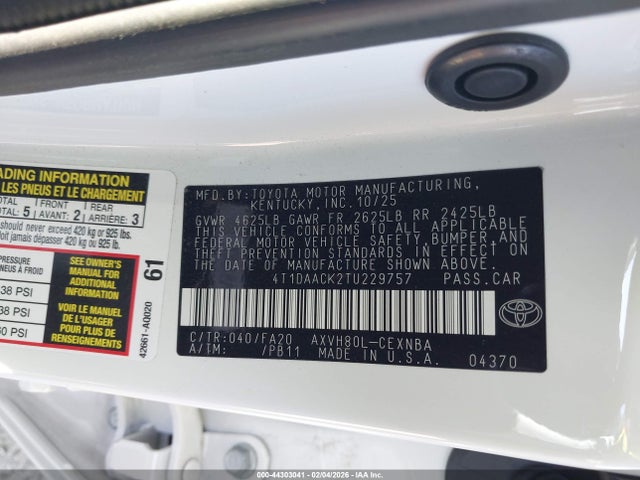 ADING INFORMATION
LES PNEUS ET LE CHARGEMENT
TOTAL: 5 FRONT AVANT: 2 REAR ARRIÈRE: 3
should never exceed 420 kg or 925 lbs.
doit jamais dépasser 420 kg ou 925 lb.
PNEUS À FROID
38 PSI
38 PSI
60 PSI
SEE OWNER'S
MANUAL FOR
ADDITIONAL
INFORMATION
VOIR LE MANUEL
DE L'USAGER
POUR PLUS DE
RENSEIGNEMENTS
61
42661-A0020
MFD.BY:TOYOTA MOTOR MANUFACTURING,
KENTUCKY,INC.10/25
GVWR 4625LB GAWR FR 2625LB RR 2425LB
THIS VEHICLE CONFORMS TO ALL APPLICABLE
FEDERAL MOTOR VEHICLE SAFETY,BUMPER,AND
THEFT PREVENTION STANDARDS IN EFFECT ON
THE DATE OF MANUFACTURE SHOWN ABOVE.
4T1DAACK2TU229757 PASS.CAR
C/TR:040/FA20 AXVH80L-CEXNBA
A/TM: /PB11 MADE IN U.S.A. 04370
TOYOTA
000-44303041 - 02/04/2026 - IAA Inc.